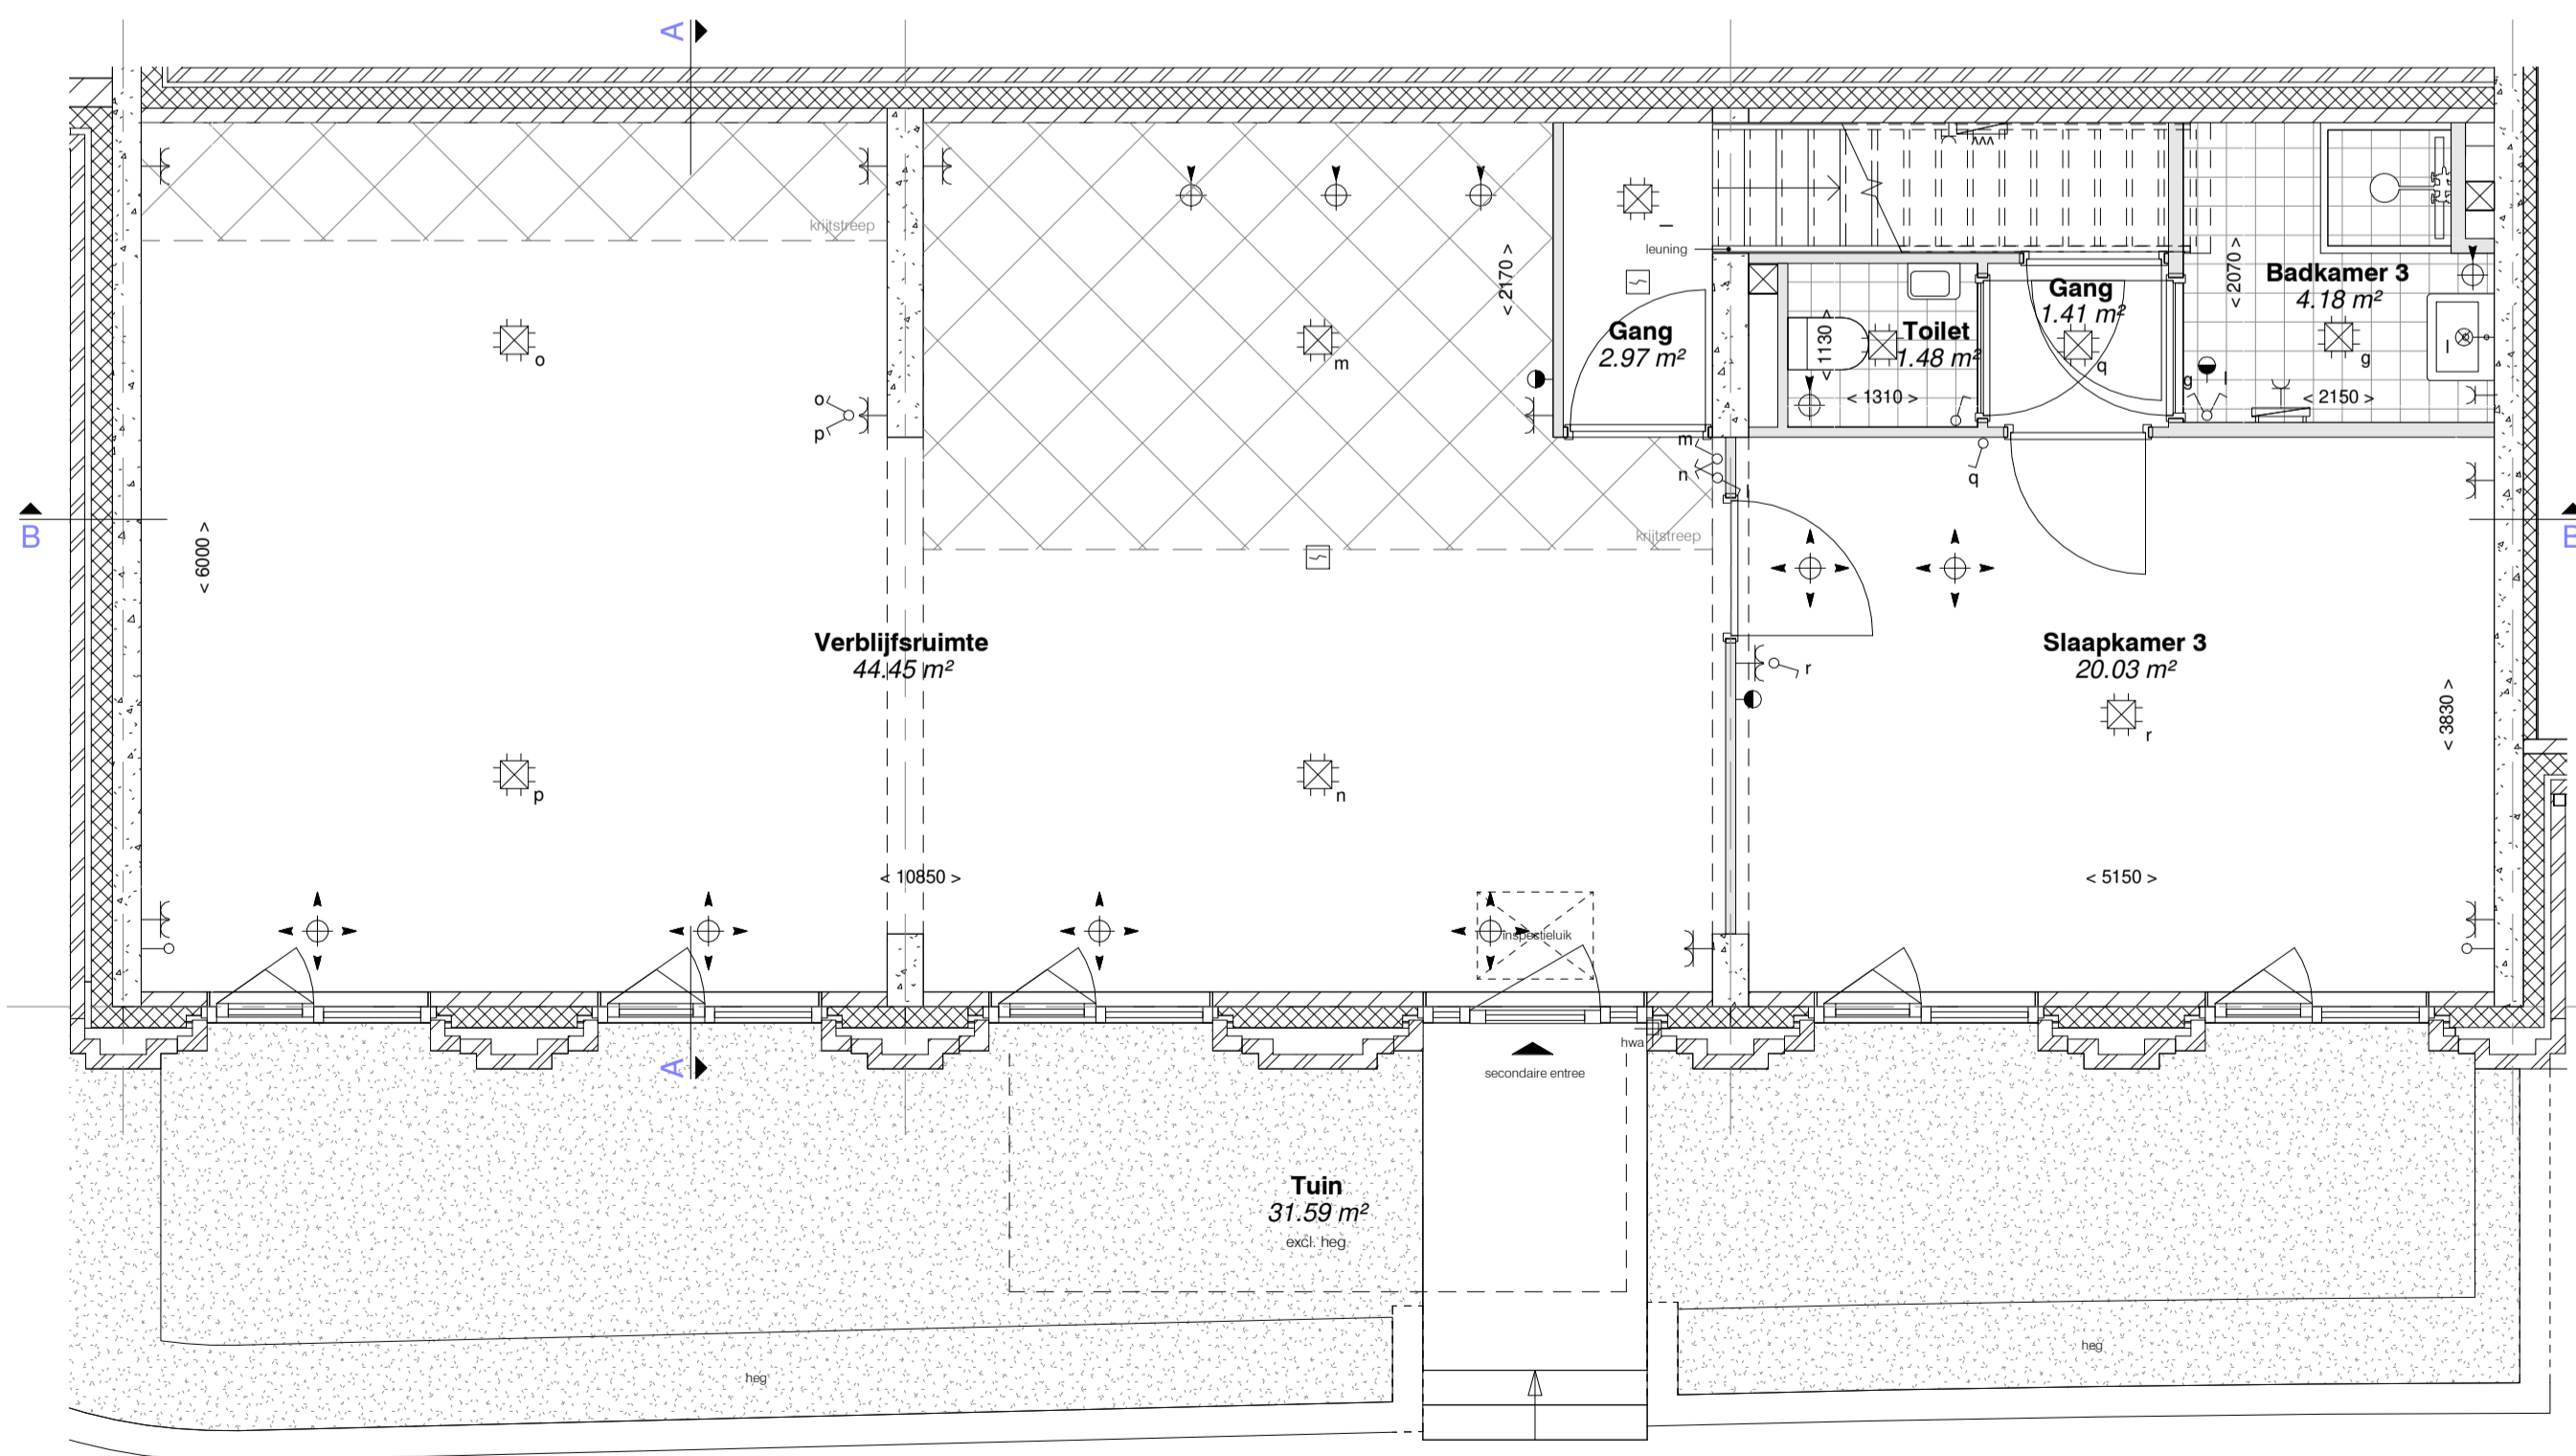 A
krijtstreep
leuning
< 2170 >
Gang
2.97 m²
< 1130 >
Toilet
1.48 m²
< 1310 >
Gang
1.41 m²
q
< 2070 >
Badkamer 3
4.18 m²
g
g
l
l
< 2150 >
o
m
o
p
m
n
l
q
B
B
< 6000 >
krijtstreep
Verblijfsruimte
44.45 m²
Slaapkamer 3
20.03 m²
r
r
< 3830 >
p
n
< 10850 >
< 5150 >
inspectieluik
hwa
A
secondaire entree
Tuin
31.59 m²
excl. heg
heg
heg